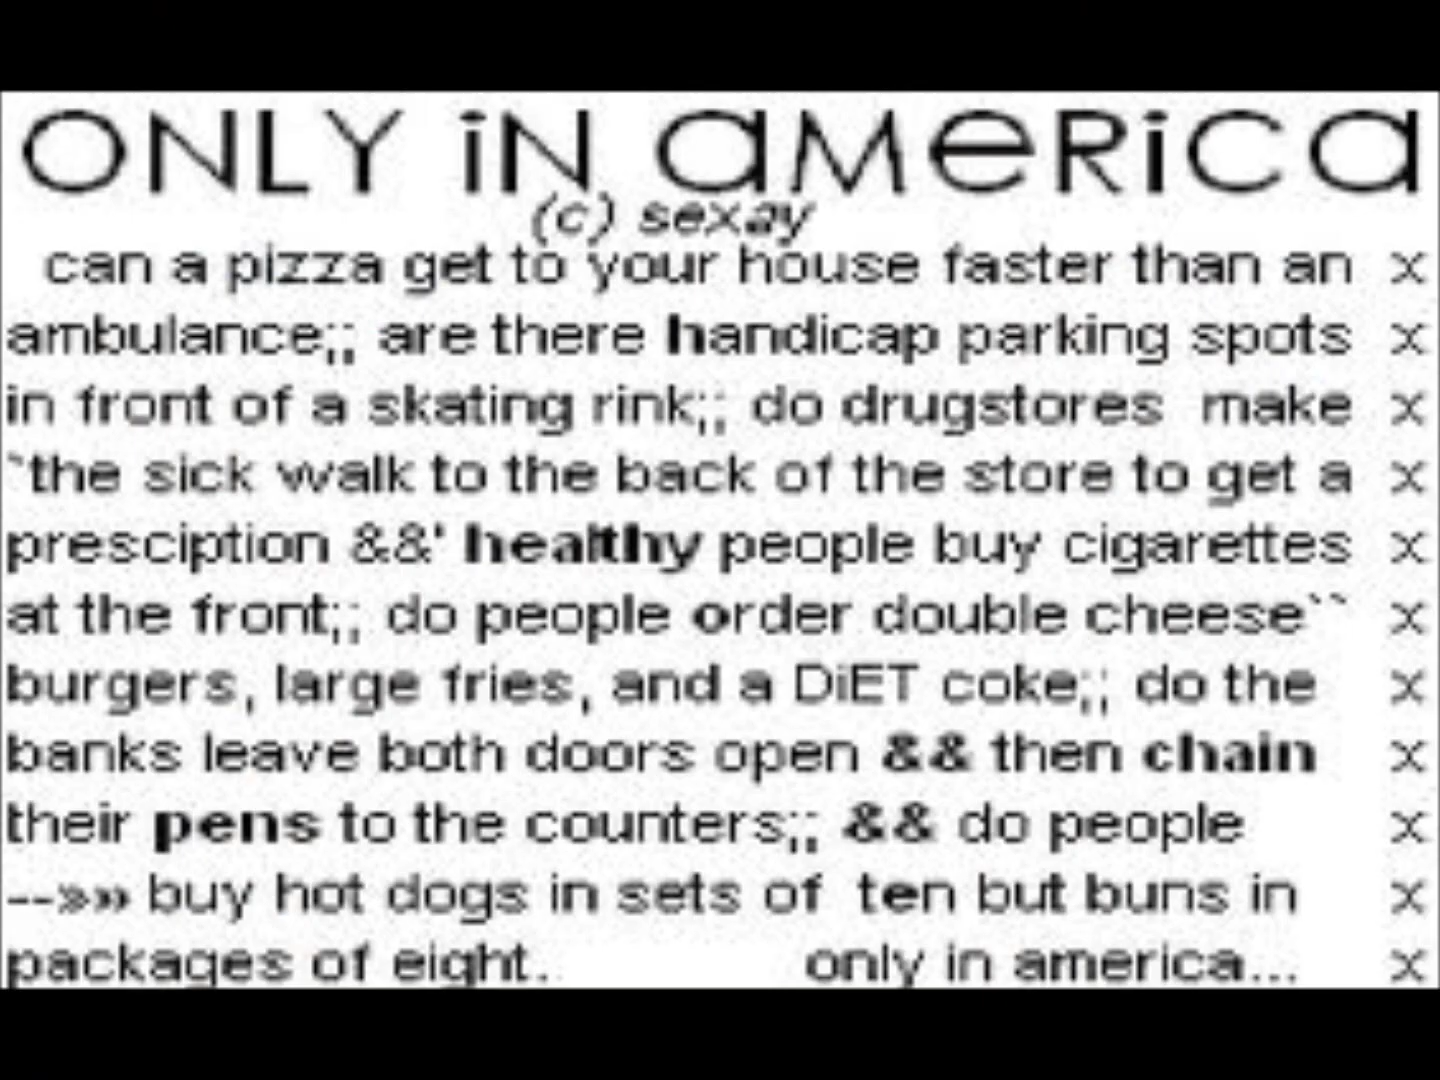 ONLY iN aMeRica
(c) sexay
can a pizza get to your house faster than an x
ambulance;; are there handicap parking spots x
in front of a skating rink;; do drugstores make x
`the sick walk to the back of the store to get a x
presciption &&' healthy people buy cigarettes x
at the front;; do people order double cheese`` x
burgers, large fries, and a DiET coke;; do the x
banks leave both doors open && then chain x
their pens to the counters;; && do people x
--»» buy hot dogs in sets of ten but buns in x
packages of eight. only in america... x